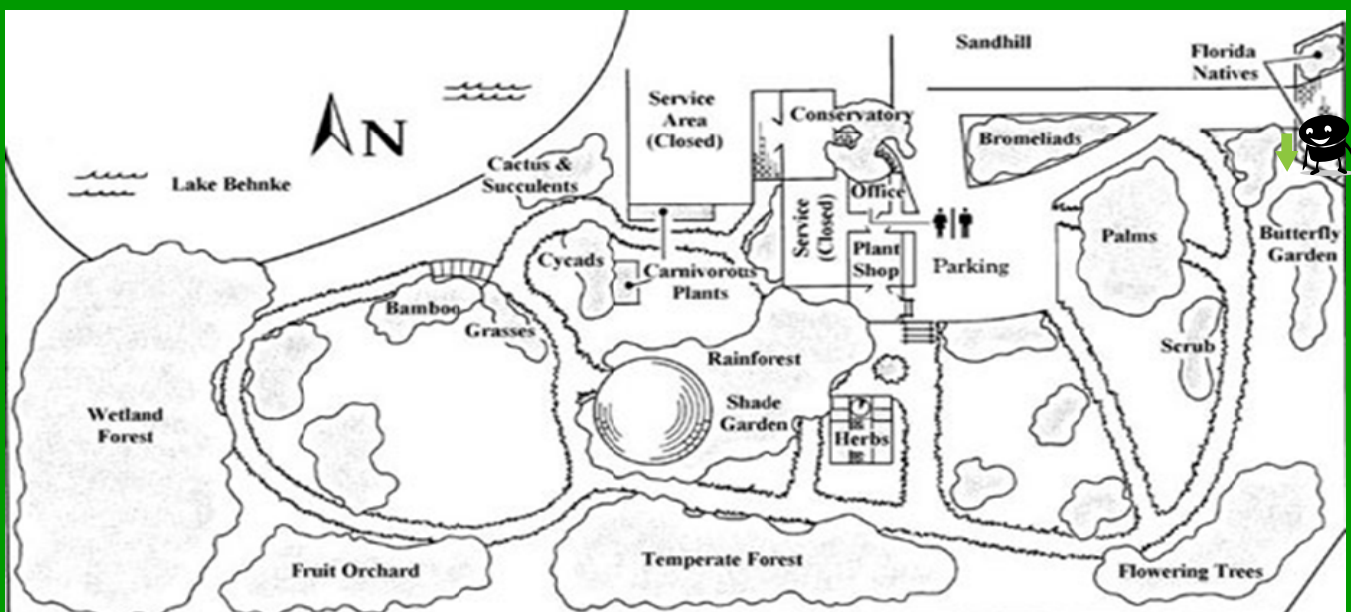 Sandhill
Florida
Natives
Service
Area
(Closed)
Conservatory
Bromeliads
N
Cactus &
Succulents
Lake Behnke
Office
Service
(Closed)
Plant
Shop
Parking
Palms
Butterfly
Garden
Cycads
Carnivorous
Plants
Bamboo
Grasses
Rainforest
Scrub
Shade
Garden
Herbs
Wetland
Forest
Fruit Orchard
Temperate Forest
Flowering Trees